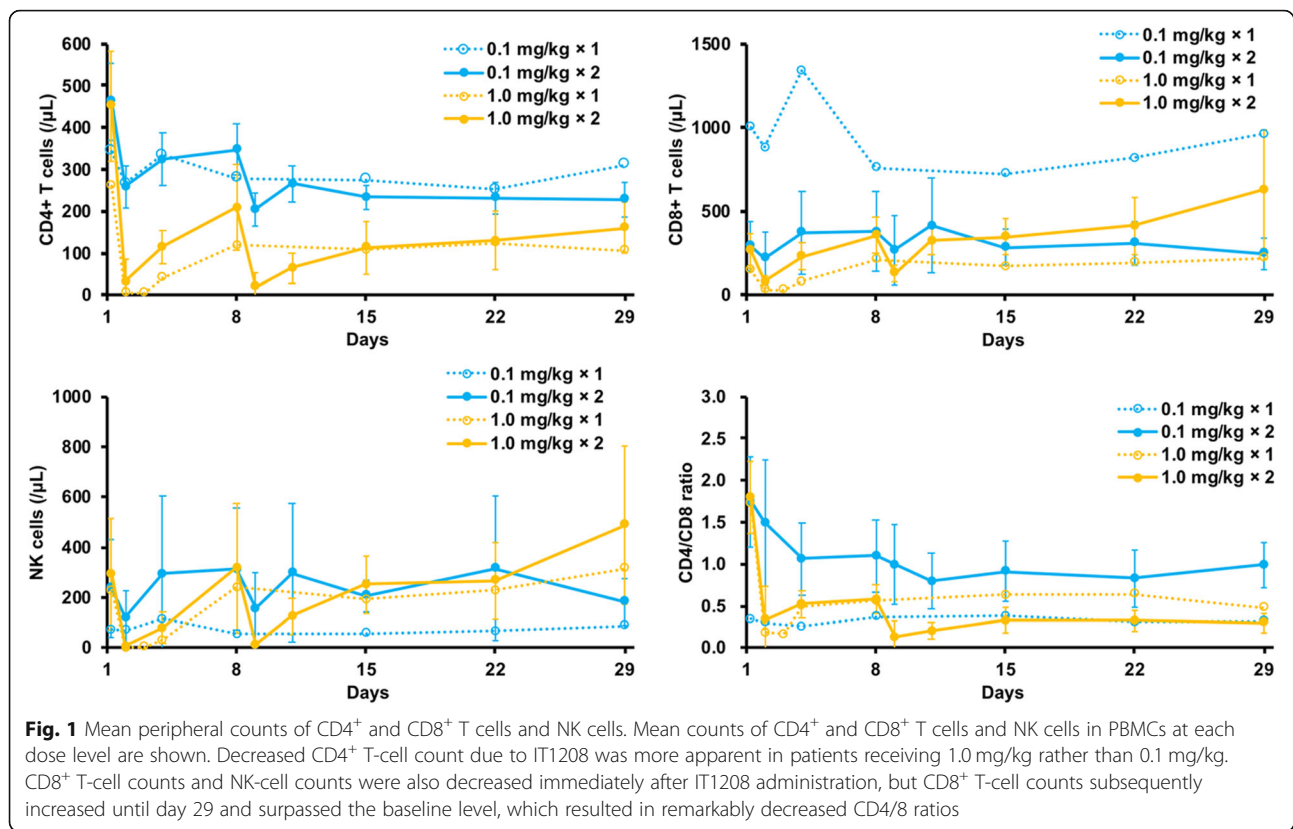 600
500
400
300
200
100
0
CD4+ T cells (/µL)
1 8 15 22 29
Days
0.1 mg/kg × 1
0.1 mg/kg × 2
1.0 mg/kg × 1
1.0 mg/kg × 2
1500
1000
500
0
CD8+ T cells (/µL)
1 8 15 22 29
Days
0.1 mg/kg × 1
0.1 mg/kg × 2
1.0 mg/kg × 1
1.0 mg/kg × 2
1000
800
600
400
200
0
NK cells (/µL)
1 8 15 22 29
Days
0.1 mg/kg × 1
0.1 mg/kg × 2
1.0 mg/kg × 1
1.0 mg/kg × 2
3.0
2.5
2.0
1.5
1.0
0.5
0.0
CD4/CD8 ratio
1 8 15 22 29
Days
0.1 mg/kg × 1
0.1 mg/kg × 2
1.0 mg/kg × 1
1.0 mg/kg × 2
Fig. 1 Mean peripheral counts of CD4⁺ and CD8⁺ T cells and NK cells. Mean counts of CD4⁺ and CD8⁺ T cells and NK cells in PBMCs at each
dose level are shown. Decreased CD4⁺ T-cell count due to IT1208 was more apparent in patients receiving 1.0 mg/kg rather than 0.1 mg/kg.
CD8⁺ T-cell counts and NK-cell counts were also decreased immediately after IT1208 administration, but CD8⁺ T-cell counts subsequently
increased until day 29 and surpassed the baseline level, which resulted in remarkably decreased CD4/8 ratios